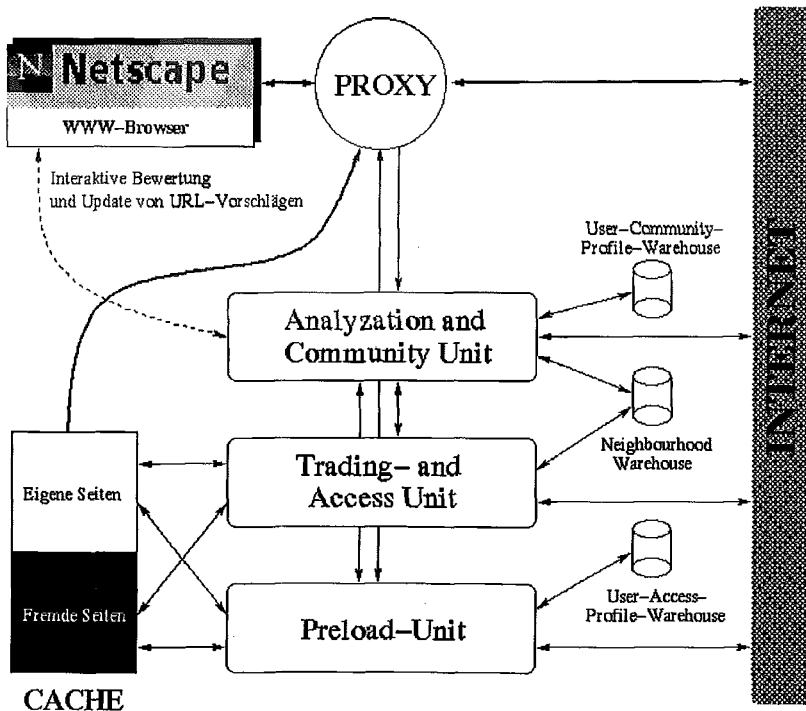 N Netscape
WWW–Browser
PROXY
Interaktive Bewertung
und Update von URL–Vorschlägen
User–Community–
Profile–Warehouse
Analyzation and
Community Unit
INTERNET
Neighbourhood
Warehouse
Trading– and
Access Unit
Eigene Seiten
Fremde Seiten
User–Access–
Profile–Warehouse
Preload–Unit
CACHE